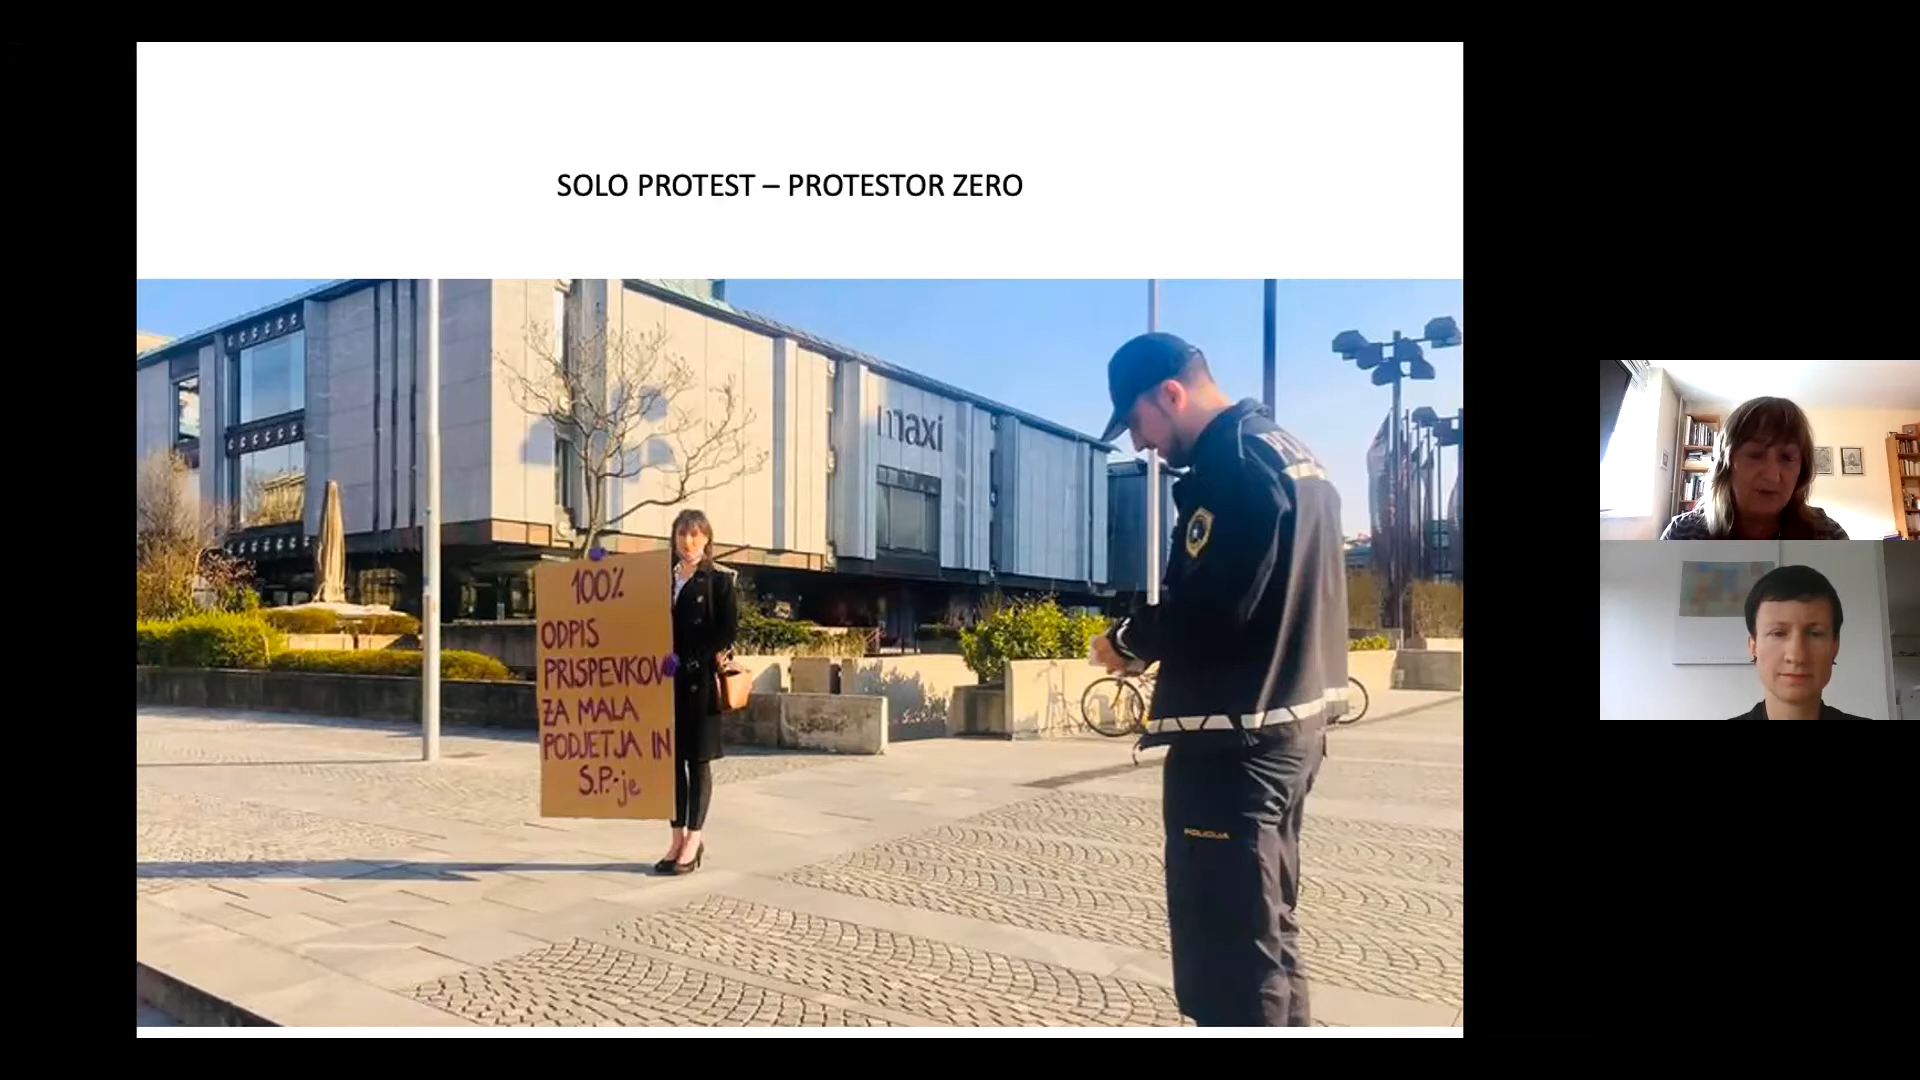 SOLO PROTEST – PROTESTOR ZERO
maxi
100%
ODPIS
PRISPEVKOV
ZA MALA
PODJETJA IN
S.P.-je
POLICIJA